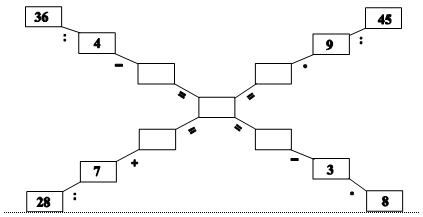 36 45
: 4 9 :
− •
= =
= =
7 + − 3
28 : • 8